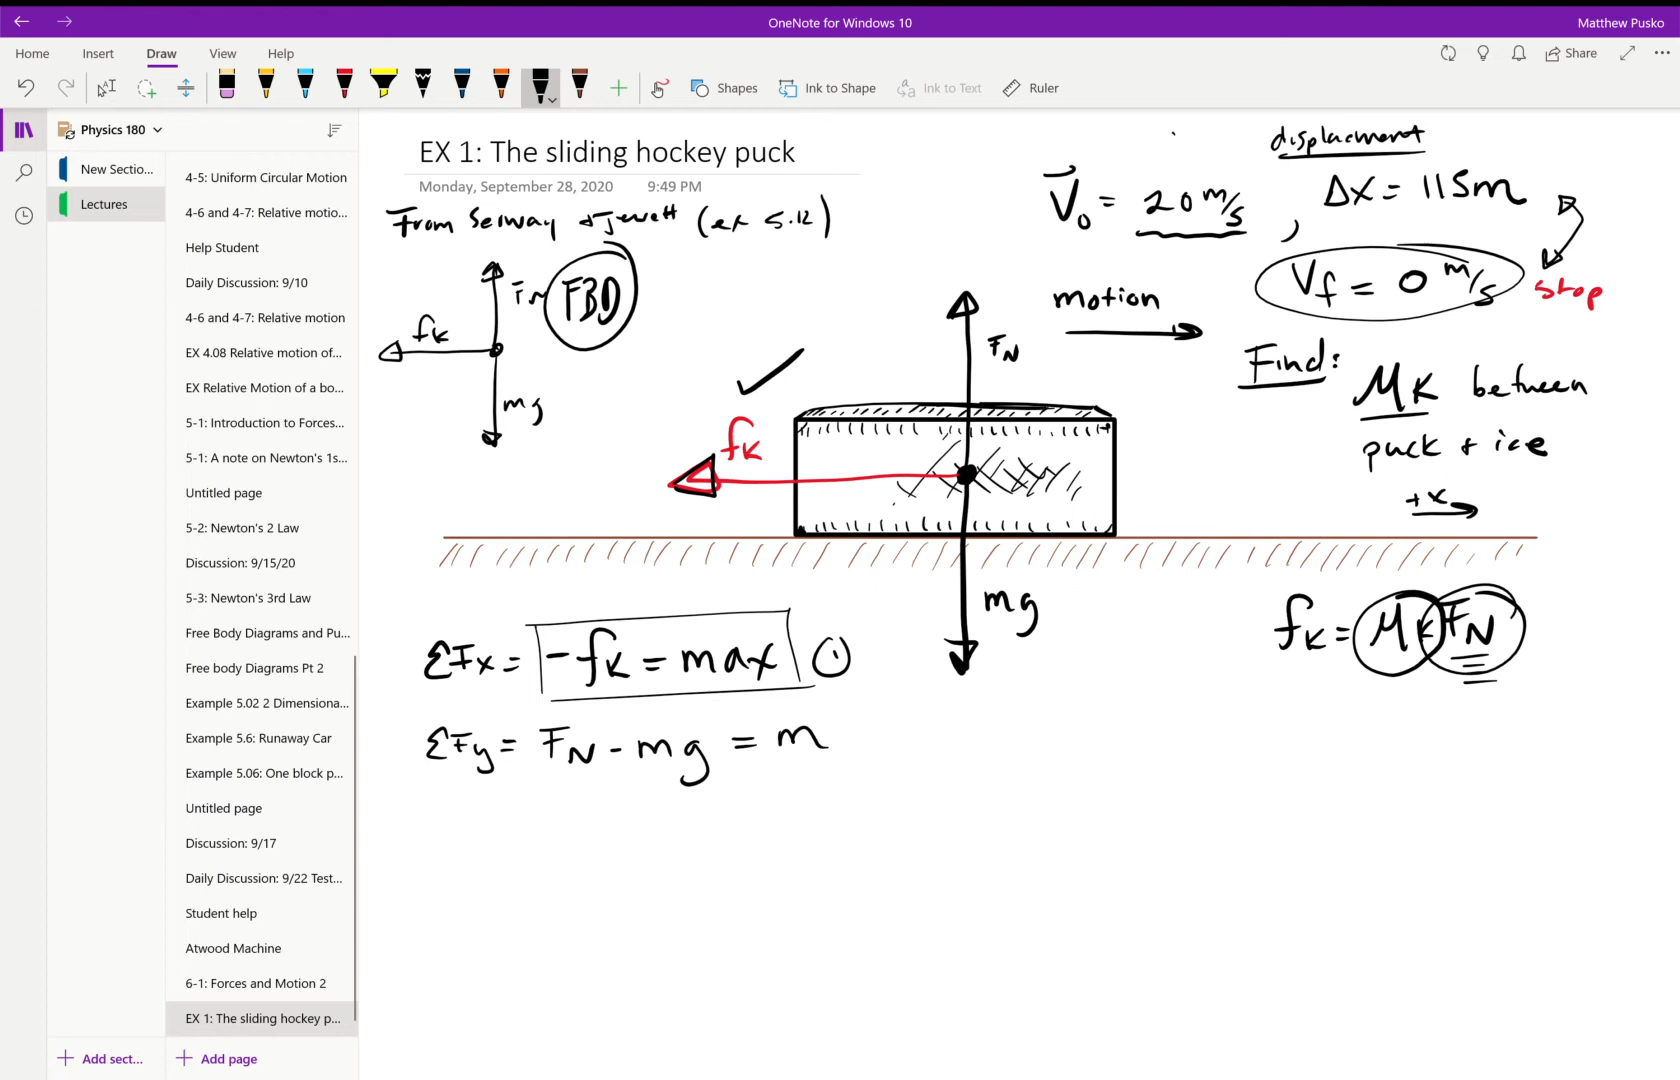 OneNote for Windows 10
Matthew Pusko
Home Insert Draw View Help
Share
Shapes Ink to Shape Ink to Text Ruler
Physics 180
New Sectio...
Lectures
4-5: Uniform Circular Motion
4-6 and 4-7: Relative motio...
Help Student
Daily Discussion: 9/10
4-6 and 4-7: Relative motion
EX 4.08 Relative motion of...
EX Relative Motion of a bo...
5-1: Introduction to Forces...
5-1: A note on Newton's 1s...
Untitled page
5-2: Newton's 2 Law
Discussion: 9/15/20
5-3: Newton's 3rd Law
Free Body Diagrams and Pu...
Free body Diagrams Pt 2
Example 5.02 2 Dimensiona...
Example 5.6: Runaway Car
Example 5.06: One block p...
Untitled page
Discussion: 9/17
Daily Discussion: 9/22 Test...
Student help
Atwood Machine
6-1: Forces and Motion 2
EX 1: The sliding hockey p...
Add sect...
Add page
EX 1: The sliding hockey puck
Monday, September 28, 2020 9:49 PM
From Serway + Jewett (ex 5.12)
displacment
V₀ = 20 m/s, Δx = 115m
Vf = 0 m/s
stop
FN
FBD
fk
mg
motion
FN
fk
mg
Find:
μk between
puck + ice
+x
fk = μk FN
ΣFx = -fk = max ①
ΣFy = FN - mg = m